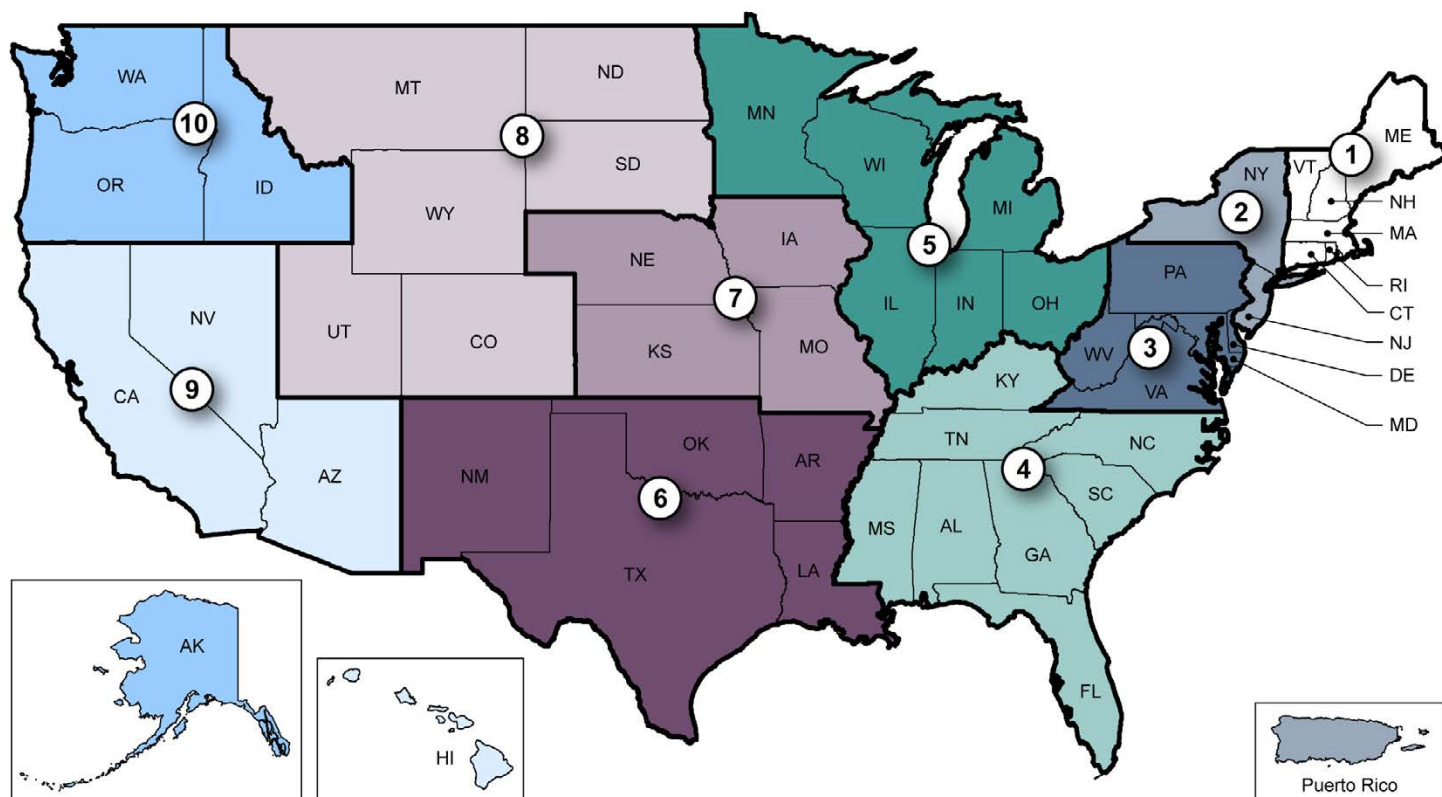 WA
MT
ND
MN
ME
10
8
1
VT
NY
OR
ID
SD
WI
NH
2
MI
WY
MA
5
IA
NE
PA
RI
7
IL
IN
OH
CT
NV
UT
CO
KS
MO
WV
3
NJ
KY
DE
CA
9
VA
MD
TN
NC
OK
AR
4
AZ
NM
6
SC
MS
AL
GA
TX
LA
AK
FL
HI
Puerto Rico